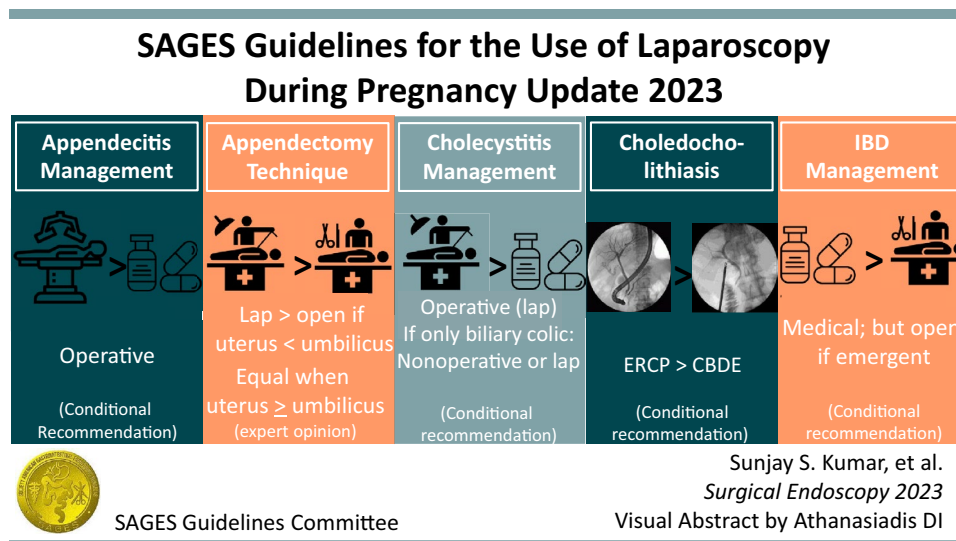 SAGES Guidelines for the Use of Laparoscopy
During Pregnancy Update 2023
Appendecitis
Management
>
Operative
(Conditional
Recommendation)
Appendectomy
Technique
>
Lap > open if
uterus < umbilicus
Equal when
uterus ≥ umbilicus
(expert opinion)
Cholecystitis
Management
>
Operative (lap)
If only biliary colic:
Nonoperative or lap
(Conditional
recommendation)
Choledocho-
lithiasis
>
ERCP > CBDE
(Conditional
recommendation)
IBD
Management
>
Medical; but open
if emergent
(Conditional
recommendation)
SAGES Guidelines Committee
Sunjay S. Kumar, et al.
Surgical Endoscopy 2023
Visual Abstract by Athanasiadis DI